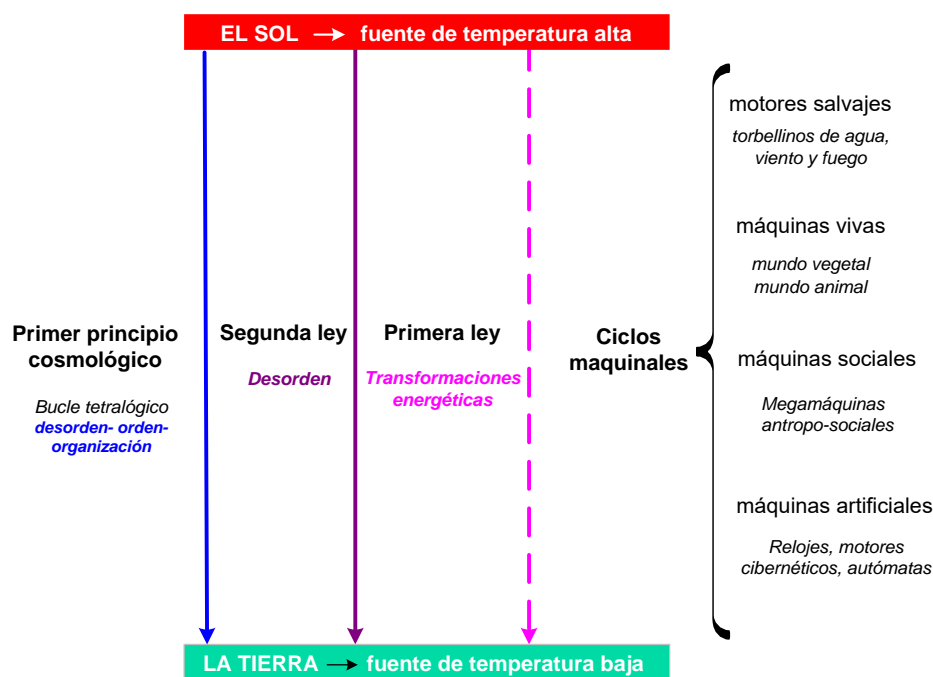 EL SOL → fuente de temperatura alta
Primer principio
cosmológico
Bucle tetralógico
desorden- orden-
organización
Segunda ley
Desorden
Primera ley
Transformaciones
energéticas
Ciclos
maquinales
motores salvajes
torbellinos de agua,
viento y fuego
máquinas vivas
mundo vegetal
mundo animal
máquinas sociales
Megamáquinas
antropo-sociales
máquinas artificiales
Relojes, motores
cibernéticos, autómatas
LA TIERRA → fuente de temperatura baja